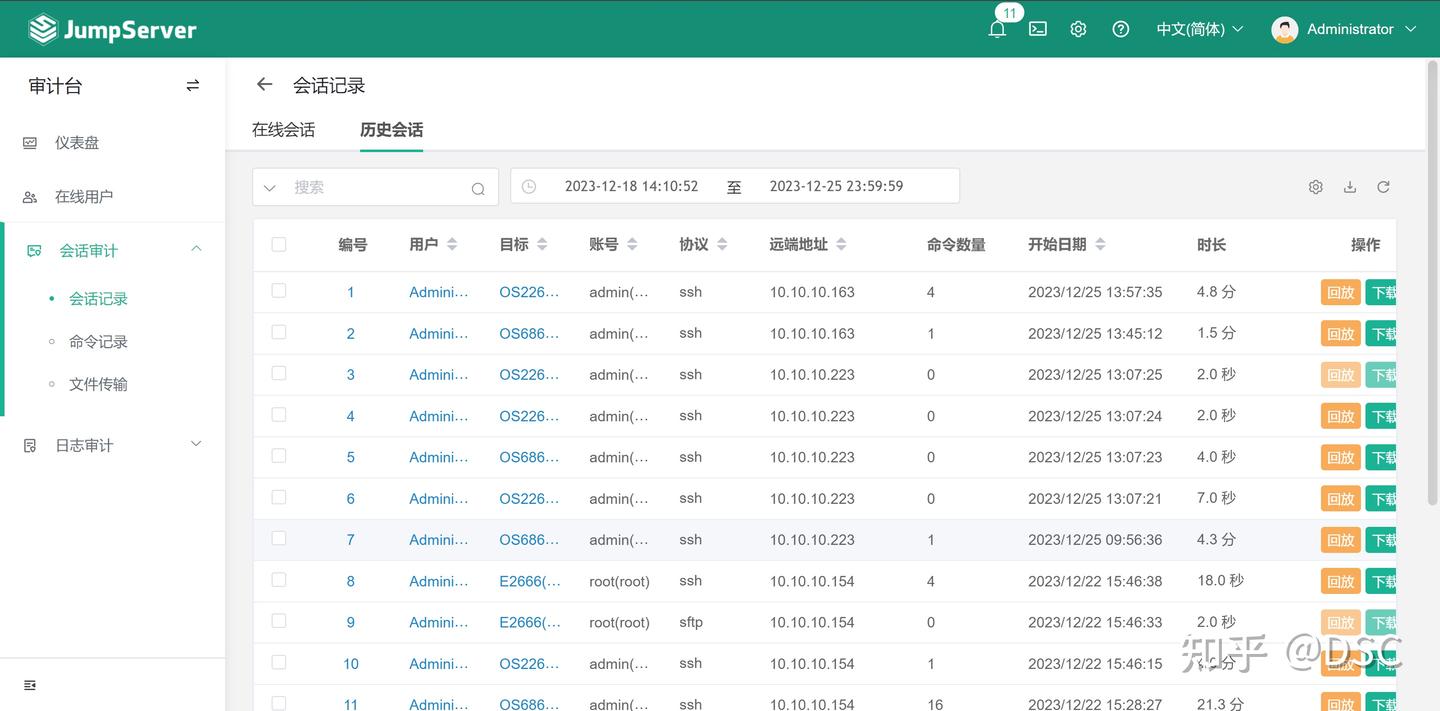 JumpServer
11
中文(简体)
Administrator
审计台
仪表盘
在线用户
会话审计
会话记录
命令记录
文件传输
日志审计
会话记录
在线会话 历史会话
搜索 2023-12-18 14:10:52 至 2023-12-25 23:59:59
编号 用户 目标 账号 协议 远端地址 命令数量 开始日期 时长 操作
1 Admini... OS226... admin(... ssh 10.10.10.163 4 2023/12/25 13:57:35 4.8 分 回放 下载
2 Admini... OS686... admin(... ssh 10.10.10.163 1 2023/12/25 13:45:12 1.5 分 回放 下载
3 Admini... OS226... admin(... ssh 10.10.10.223 0 2023/12/25 13:07:25 2.0 秒 回放 下载
4 Admini... OS226... admin(... ssh 10.10.10.223 0 2023/12/25 13:07:24 2.0 秒 回放 下载
5 Admini... OS686... admin(... ssh 10.10.10.223 0 2023/12/25 13:07:23 4.0 秒 回放 下载
6 Admini... OS226... admin(... ssh 10.10.10.223 0 2023/12/25 13:07:21 7.0 秒 回放 下载
7 Admini... OS686... admin(... ssh 10.10.10.223 1 2023/12/25 09:56:36 4.3 分 回放 下载
8 Admini... E2666(... root(root) ssh 10.10.10.154 4 2023/12/22 15:46:38 18.0 秒 回放 下载
9 Admini... E2666(... root(root) sftp 10.10.10.154 0 2023/12/22 15:46:33 2.0 秒 回放 下载
10 Admini... OS226... admin(... ssh 10.10.10.154 1 2023/12/22 15:46:15 分 回放 下载
11 Admini... OS686... admin(... ssh 10.10.10.154 16 2023/12/22 15:28:27 21.3 分 回放 下载
知乎 @DSC